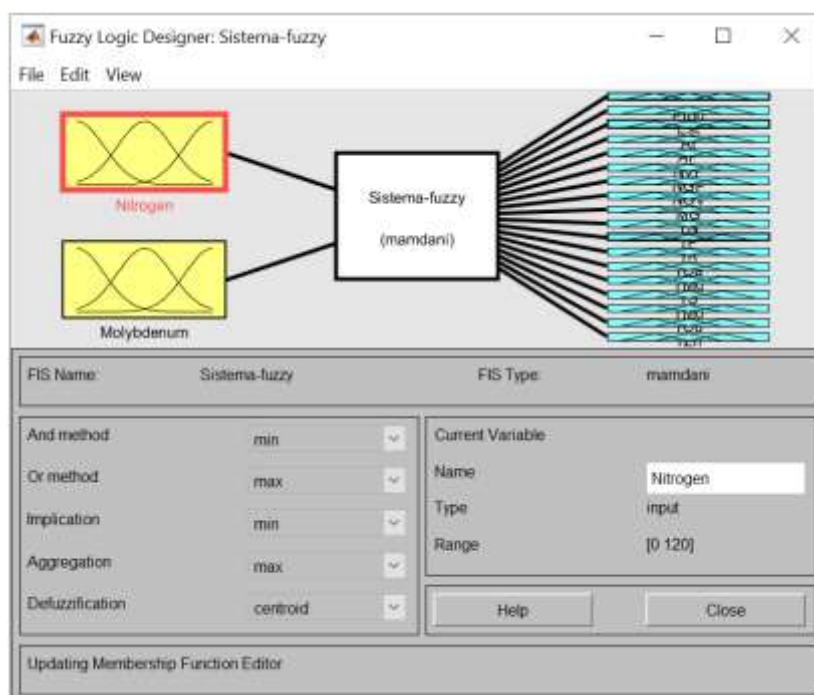 Fuzzy Logic Designer: Sistema-fuzzy
File Edit View
Nitrogen
Molybdenum
Sistema-fuzzy
(mamdani)
FIS Name: Sistema-fuzzy FIS Type: mamdani
And method min
Or method max
Implication min
Aggregation max
Defuzzification centroid
Current Variable
Name Nitrogen
Type input
Range [0 120]
Help Close
Updating Membership Function Editor